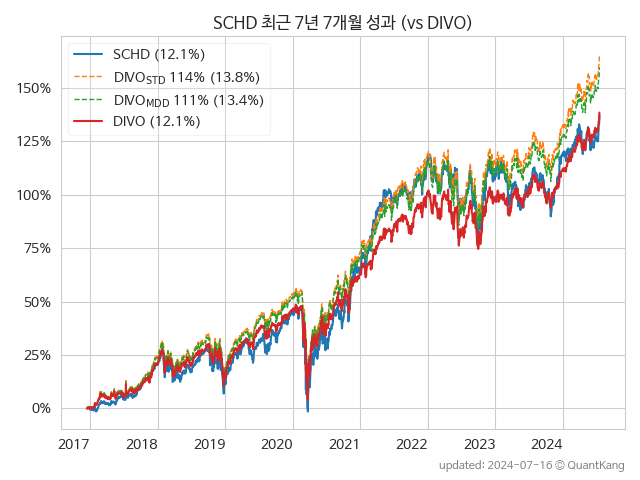 SCHD 최근 7년 7개월 성과 (vs DIVO)
SCHD (12.1%)
DIVO_STD 114% (13.8%)
DIVO_MDD 111% (13.4%)
DIVO (12.1%)
150%
125%
100%
75%
50%
25%
0%
2017 2018 2019 2020 2021 2022 2023 2024
updated: 2024-07-16 © QuantKang